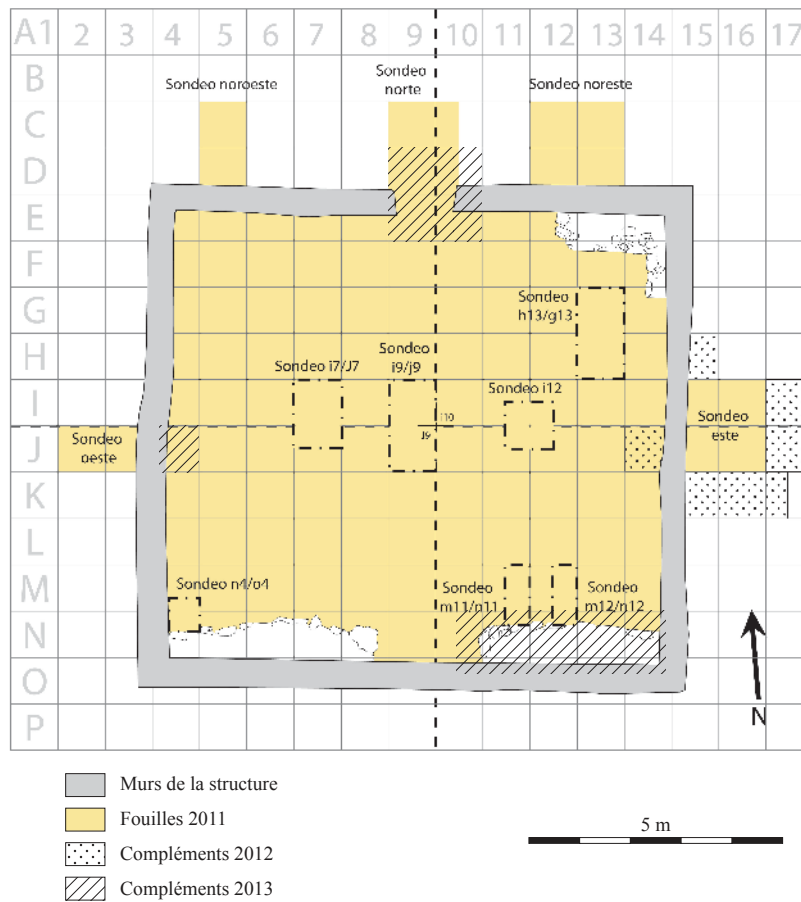 A1 2 3 4 5 6 7 8 9 10 11 12 13 14 15 16 17
B
C
D
E
F
G
H
I
J
K
L
M
N
O
P
Sondeo noroeste
Sondeo
norte
Sondeo noreste
Sondeo
h13/g13
Sondeo i7/J7
Sondeo
i9/j9
Sondeo i12
i10
J9
Sondeo
oeste
Sondeo
este
Sondeo n4/o4
Sondeo
m11/n11
Sondeo
m12/n12
N
Murs de la structure
Fouilles 2011
Compléments 2012
Compléments 2013
5 m